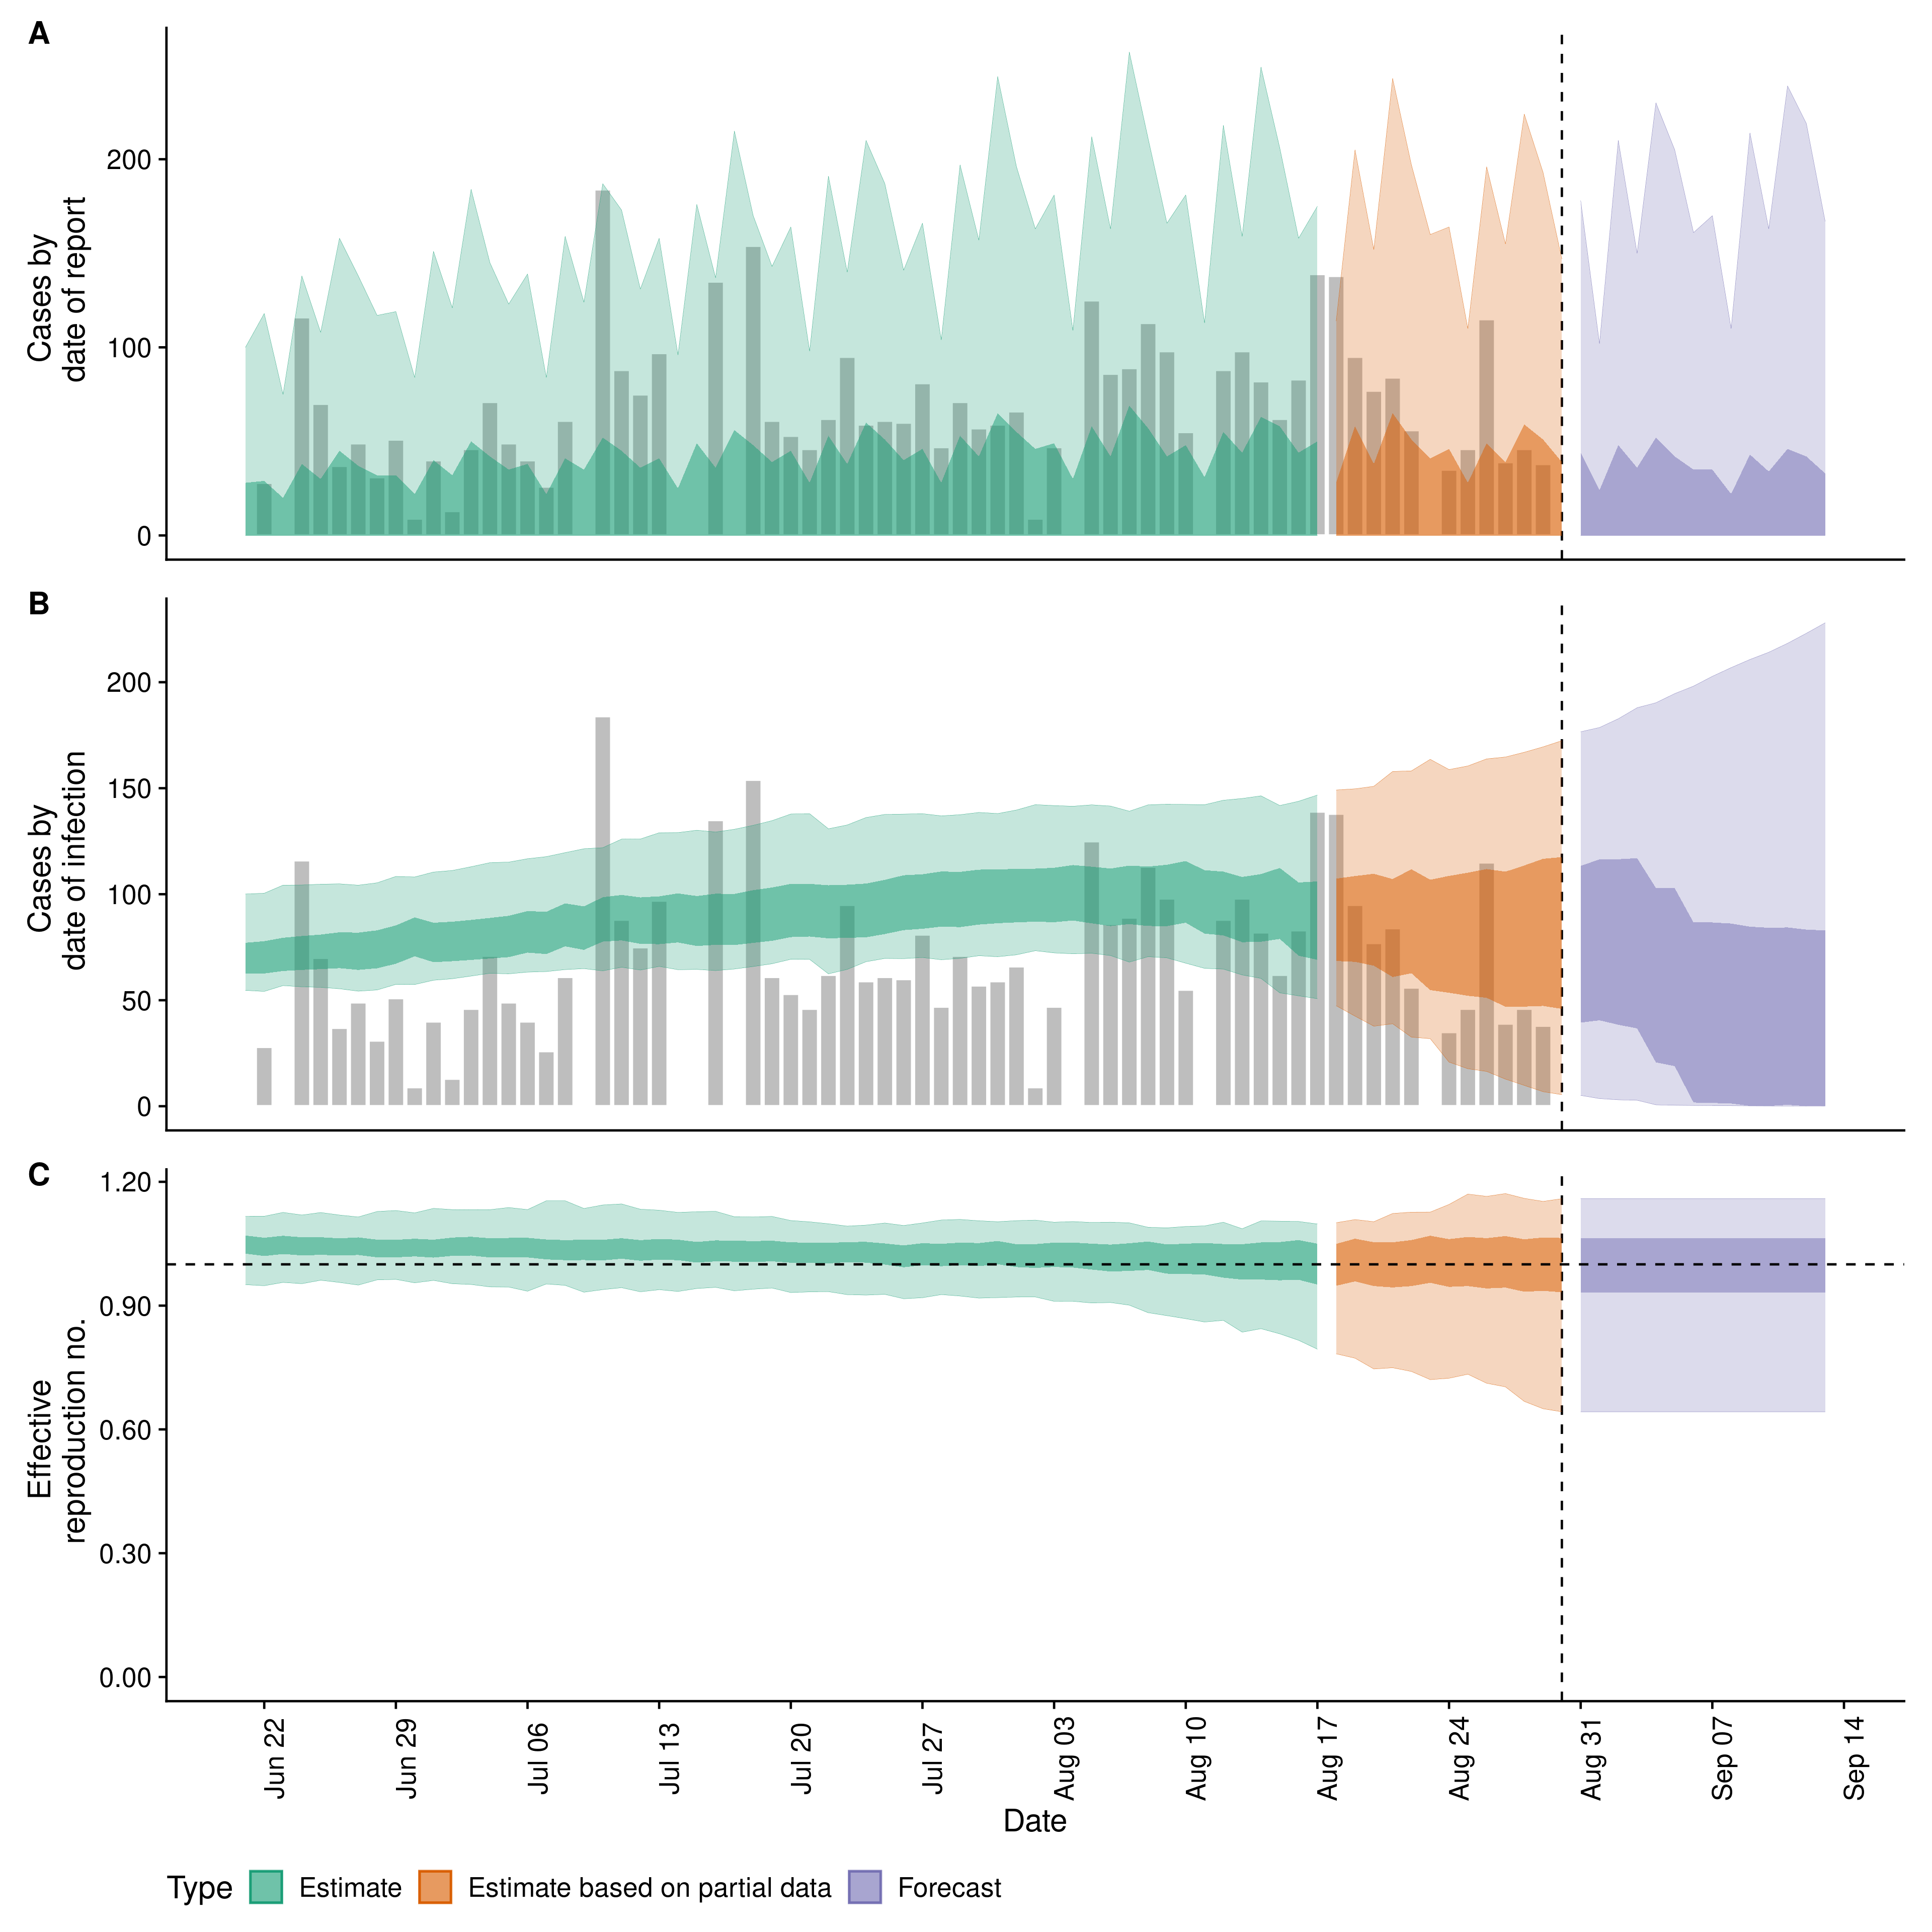 A
Cases by
date of report
200
100
0
B
Cases by
date of infection
200
150
100
50
0
C
Effective
reproduction no.
1.20
0.90
0.60
0.30
0.00
Jun 22
Jun 29
Jul 06
Jul 13
Jul 20
Jul 27
Aug 03
Aug 10
Aug 17
Aug 24
Aug 31
Sep 07
Sep 14
Date
Type Estimate Estimate based on partial data Forecast